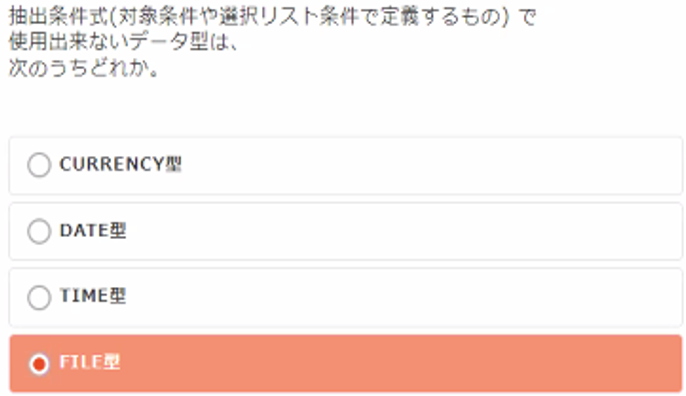 抽出条件式(対象条件や選択リスト条件で定義するもの) で
使用出来ないデータ型は、
次のうちどれか。
CURRENCY型
DATE型
TIME型
FILE型